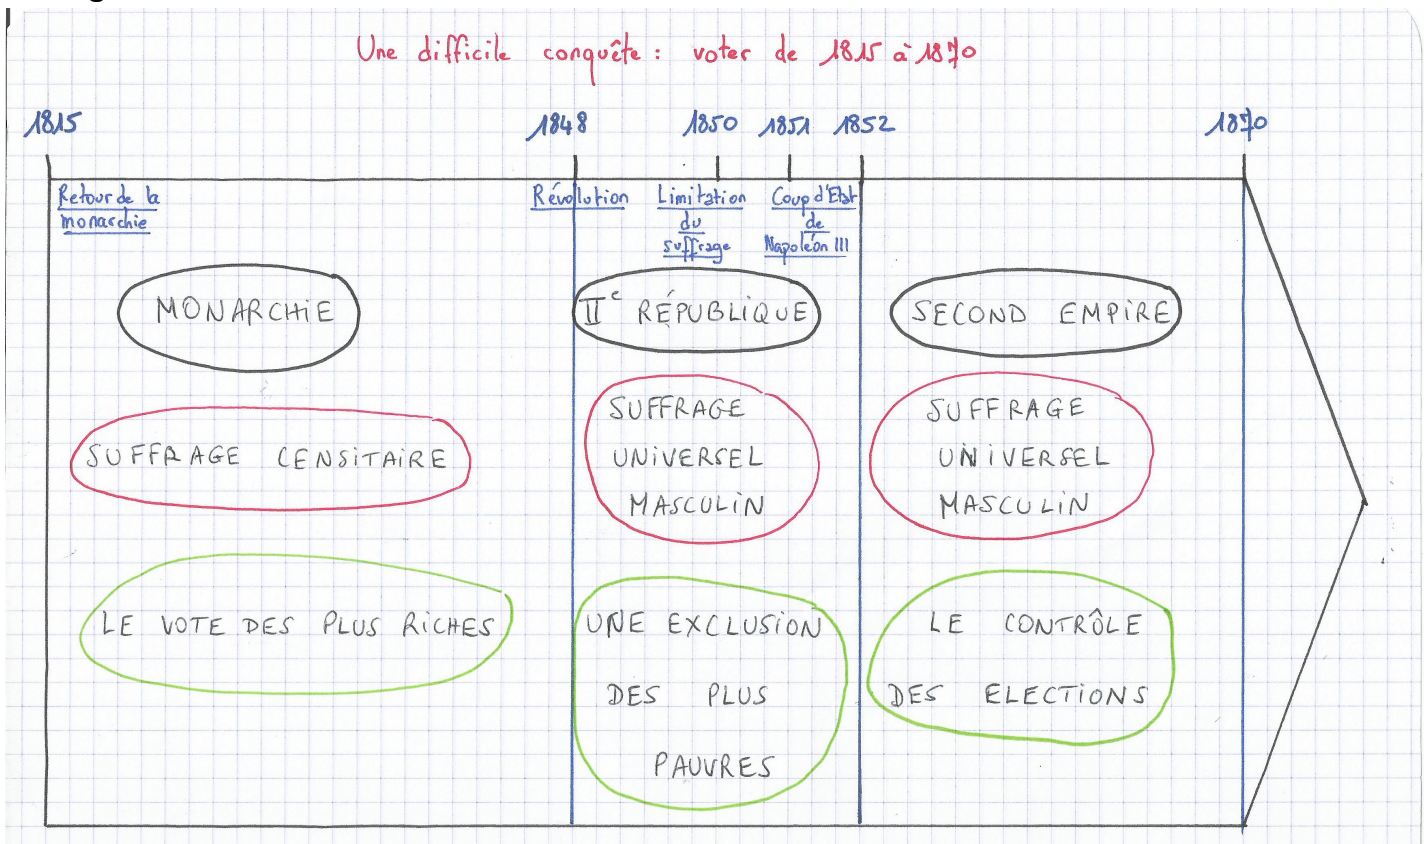 Une difficile conquête : voter de 1815 à 1870
1815
1848
1850
1851
1852
1870
Retour de la
monarchie
Révolution
Limitation
du
suffrage
Coup d'Etat
de
Napoléon III
MONARCHIE
IIe RÉPUBLIQUE
SECOND EMPIRE
SUFFRAGE CENSITAIRE
SUFFRAGE
UNIVERSEL
MASCULIN
SUFFRAGE
UNIVERSEL
MASCULIN
LE VOTE DES PLUS RICHES
UNE EXCLUSION
DES PLUS
PAUVRES
LE CONTRÔLE
DES ELECTIONS